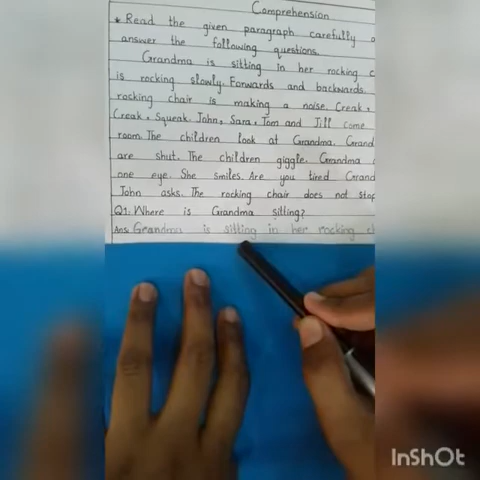 Comprehension
* Read the given paragraph carefully
answer the following questions.
Grandma is sitting in her rocking
is rocking slowly. Forwards and backwards.
rocking chair is making a noise. Creak,
Creak, Squeak. John, Sara, Tom and Jill come
room. The children look at Grandma. Grand
are shut. The children giggle. Grandma
one eye. She smiles. Are you tired Grand
John asks. The rocking chair does not stop
Q1. Where is Grandma sitting?
Ans: Grandma is sitting in her rocking
InShOt